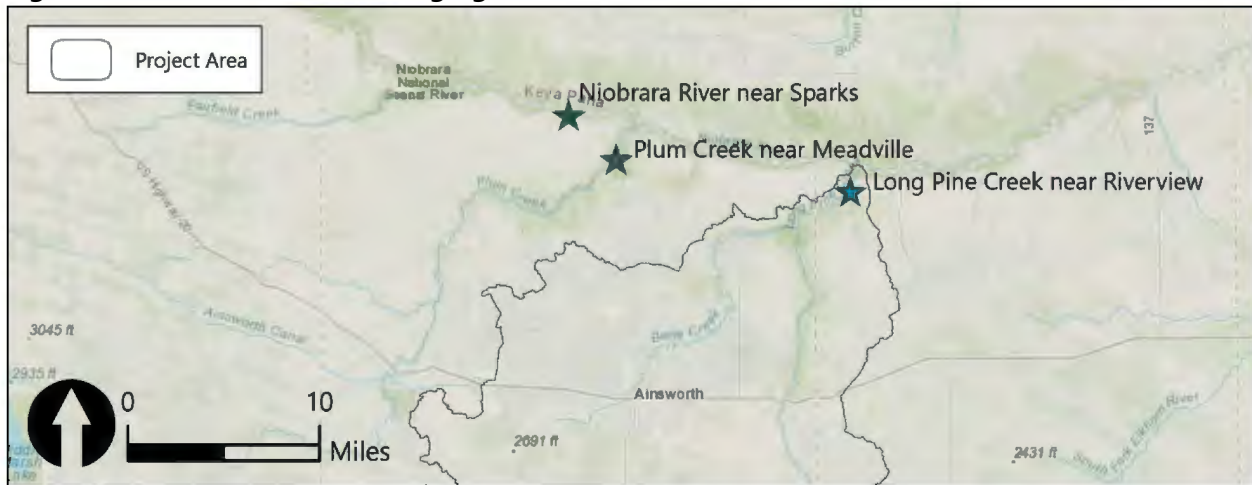 Project Area
Niobrara
National
Scenic River
Keya Paha
Niobrara River near Sparks
Fairfield Creek
137
Plum Creek near Meadville
Long Pine Creek near Riverview
Plum Creek
US Highway 20
Ainsworth Canal
Bone Creek
3045 ft
2935 ft
Ainsworth
0
10
Miles
2691 ft
2431 ft
South Fork Elkhorn River